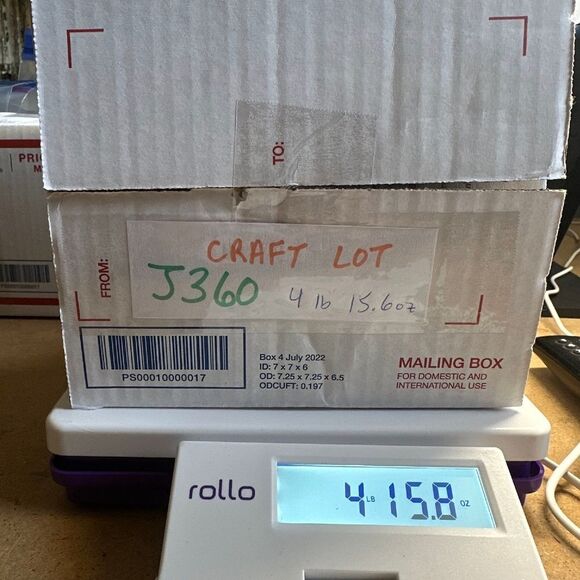 PRI
M
TO:
FROM:
CRAFT LOT
J360 4 lb 15.6oz
PS00010000017
Box 4 July 2022
ID: 7 x 7 x 6
OD: 7.25 x 7.25 x 6.5
ODCUFT: 0.197
MAILING BOX
FOR DOMESTIC AND
INTERNATIONAL USE
rollo
4 LB 15.8 OZ